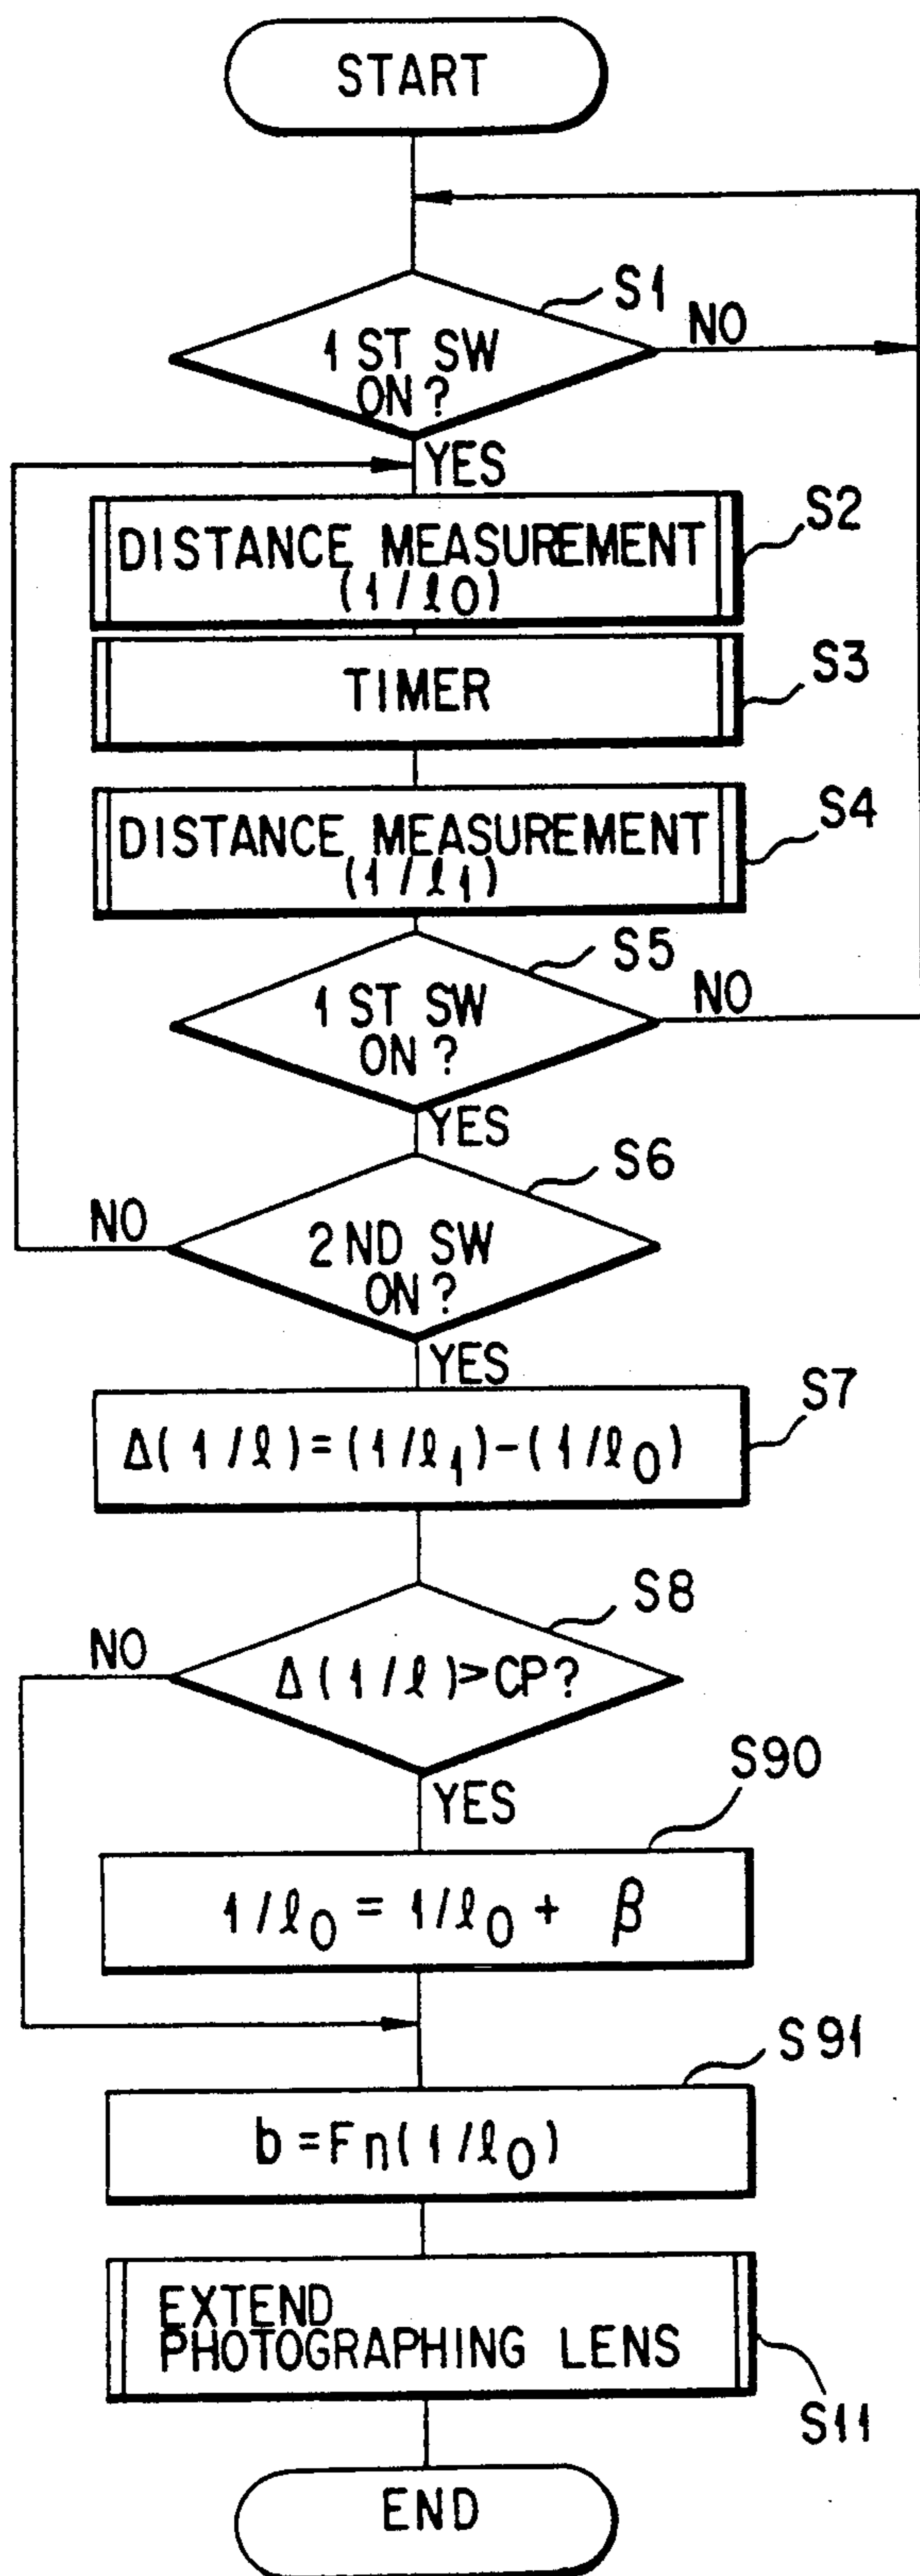 START
S1
NO
1 ST SW
ON?
YES
S2
DISTANCE MEASUREMENT
(1/ℓ0)
S3
TIMER
S4
DISTANCE MEASUREMENT
(1/ℓ1)
S5
NO
1 ST SW
ON?
YES
S6
NO
2ND SW
ON?
YES
S7
Δ(1/ℓ)=(1/ℓ1)-(1/ℓ0)
S8
NO
Δ(1/ℓ)>CP?
S90
YES
1/ℓ0 = 1/ℓ0 + β
S91
b=Fn(1/ℓ0)
EXTEND
PHOTOGRAPHING LENS
S11
END